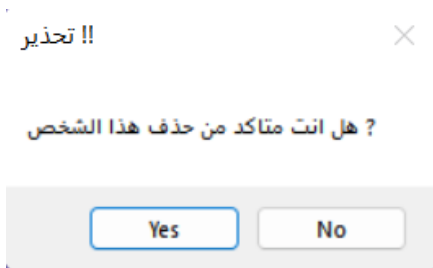 تحذير !!
هل انت متاكد من حذف هذا الشخص ?
Yes
No